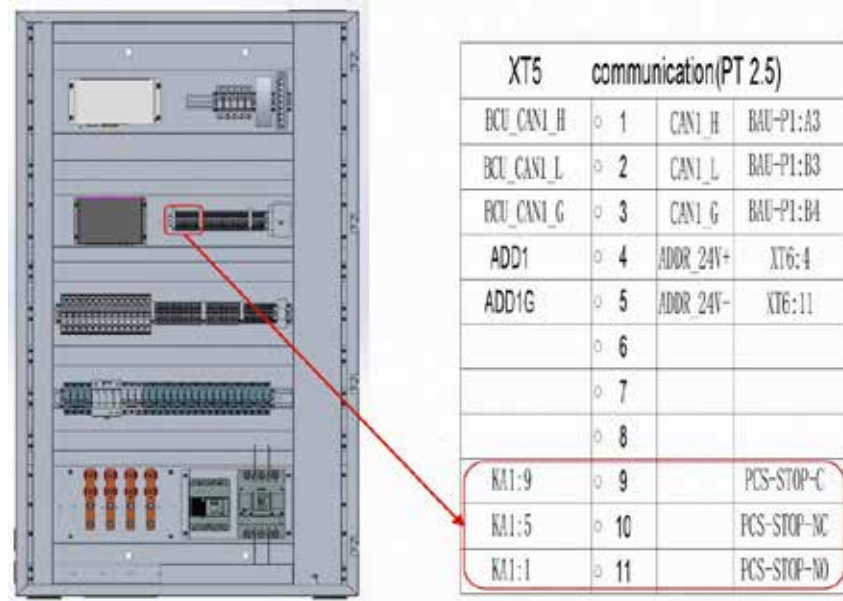 XT5 communication(PT 2.5)
BCU_CAN1_H 1 CAN1_H BAU-P1:A3
BCU_CAN1_L 2 CAN1_L BAU-P1:B3
BCU_CAN1_G 3 CAN1_G BAU-P1:B4
ADD1 4 ADDR_24V+ XT6:4
ADD1G 5 ADDR_24V- XT6:11
6
7
8
KA1:9 9 PCS-STOP-C
KA1:5 10 PCS-STOP-NC
KA1:1 11 PCS-STOP-NO